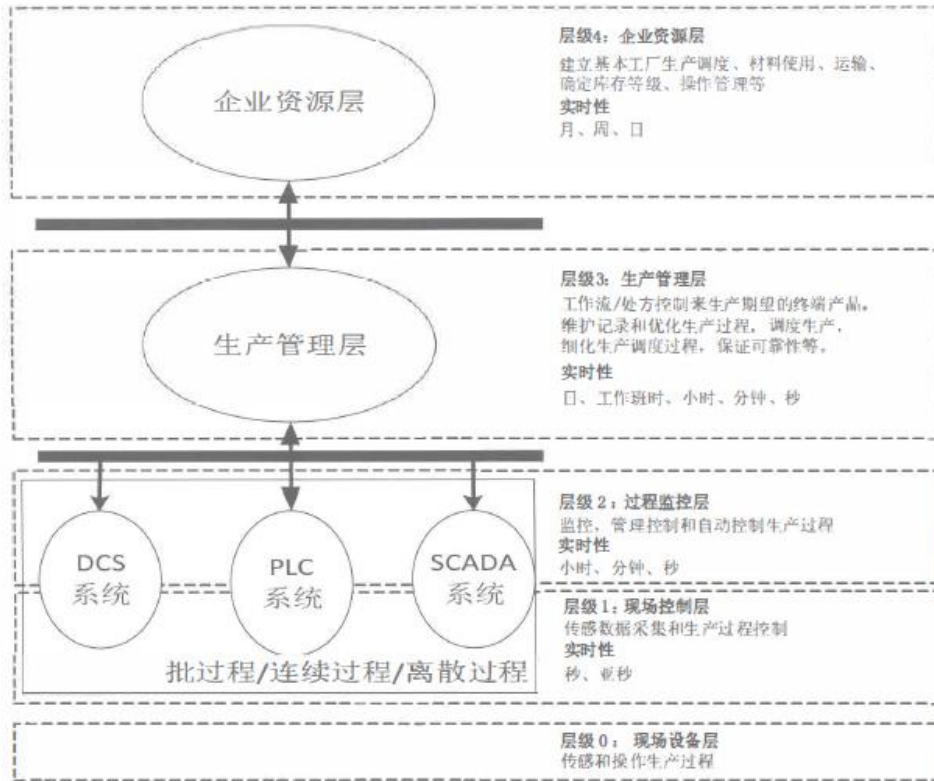 层级4：企业资源层
建立基本工厂生产调度、材料使用、运输、
确定库存等级、操作管理等
实时性
月、周、日
企业资源层
层级3：生产管理层
工作流/处方控制来生产期望的终端产品。
维护记录和优化生产过程，调度生产，
细化生产调度过程，保证可靠性等。
实时性
日、工作班时、小时、分钟、秒
生产管理层
层级2：过程监控层
监控，管理控制和自动控制生产过程
实时性
小时、分钟、秒
DCS
系统
PLC
系统
SCADA
系统
层级1：现场控制层
传感数据采集和生产过程控制
实时性
秒、亚秒
批过程/连续过程/离散过程
层级0： 现场设备层
传感和操作生产过程